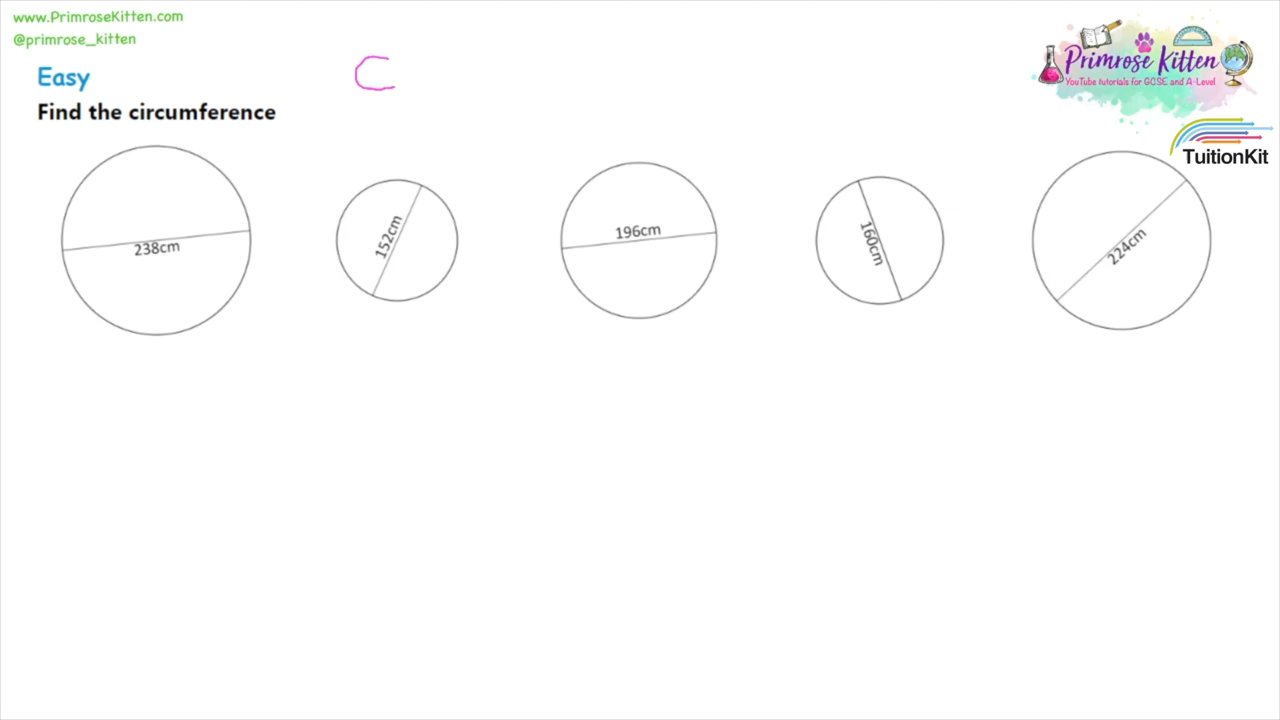 www.PrimroseKitten.com
@primrose_kitten
Easy
C
Find the circumference
Primrose Kitten
YouTube tutorials for GCSE and A-Level
TuitionKit
238cm
152cm
196cm
160cm
224cm